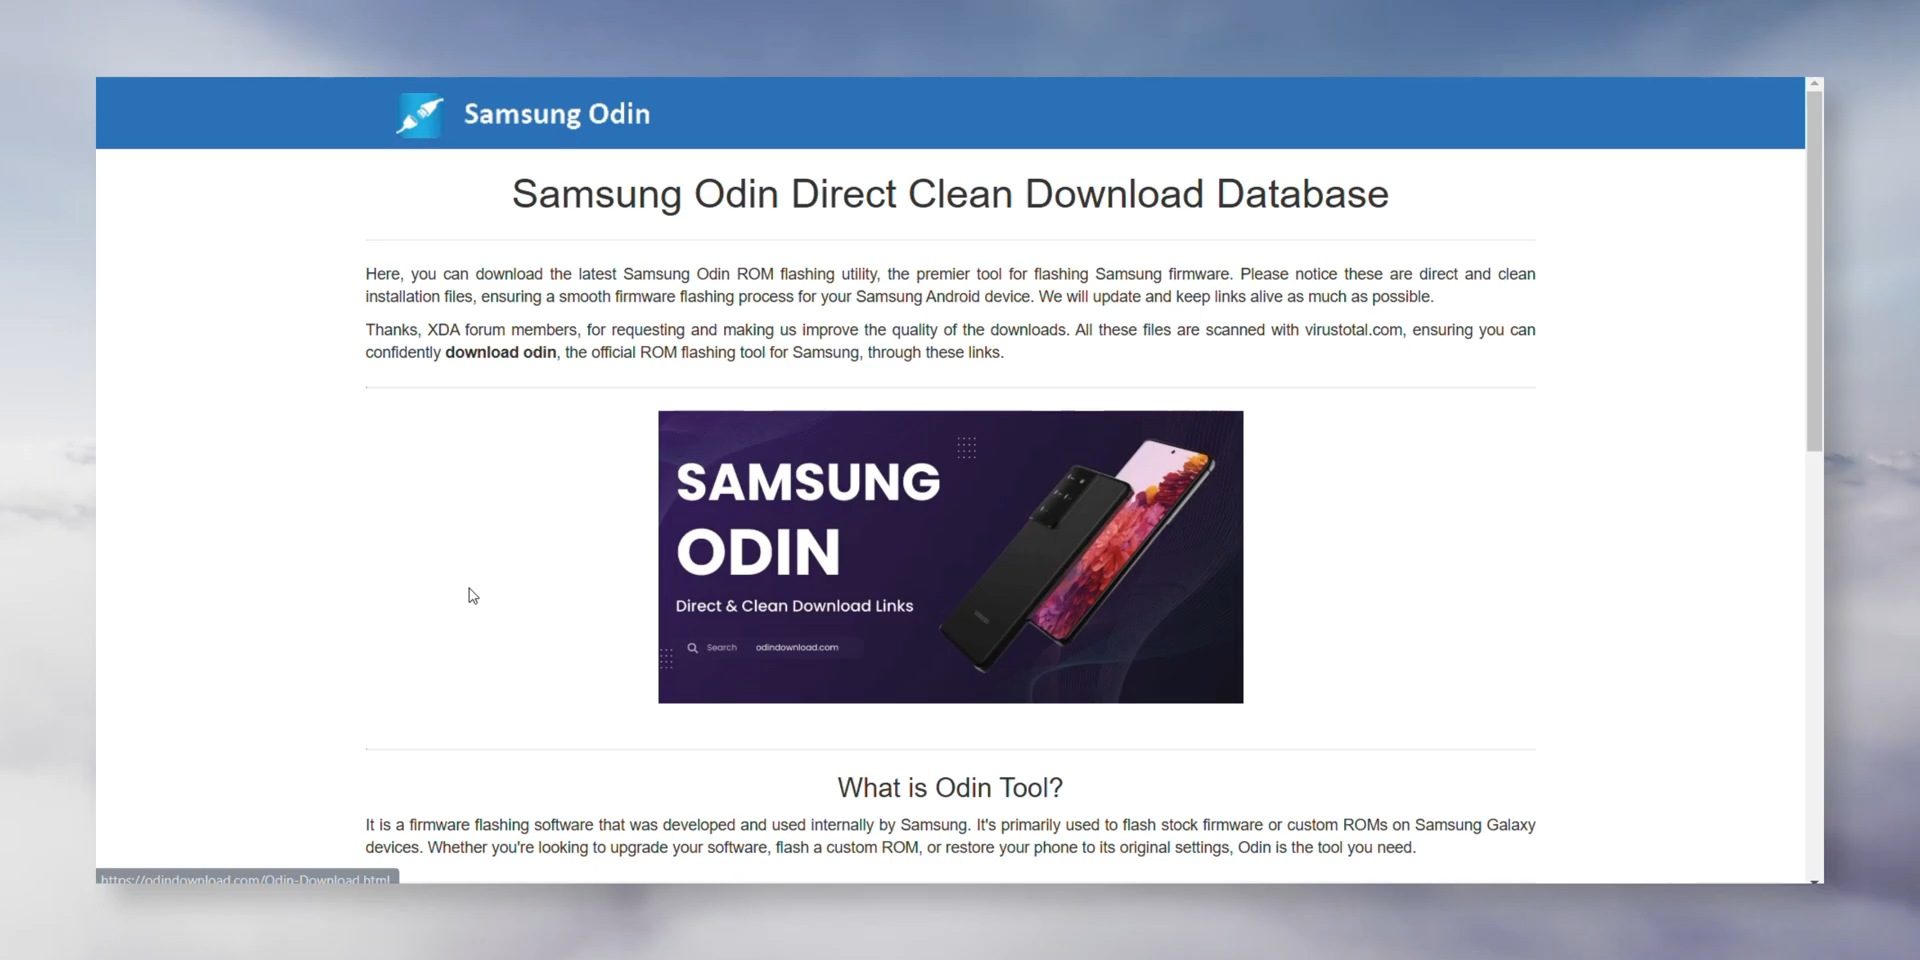 Samsung Odin
Samsung Odin Direct Clean Download Database
Here, you can download the latest Samsung Odin ROM flashing utility, the premier tool for flashing Samsung firmware. Please notice these are direct and clean
installation files, ensuring a smooth firmware flashing process for your Samsung Android device. We will update and keep links alive as much as possible.
Thanks, XDA forum members, for requesting and making us improve the quality of the downloads. All these files are scanned with virustotal.com, ensuring you can
confidently download odin, the official ROM flashing tool for Samsung, through these links.
SAMSUNG
ODIN
Direct & Clean Download Links
Search odindownload.com
What is Odin Tool?
It is a firmware flashing software that was developed and used internally by Samsung. It's primarily used to flash stock firmware or custom ROMs on Samsung Galaxy
devices. Whether you're looking to upgrade your software, flash a custom ROM, or restore your phone to its original settings, Odin is the tool you need.
https://odindownload.com/Odin-Download.html